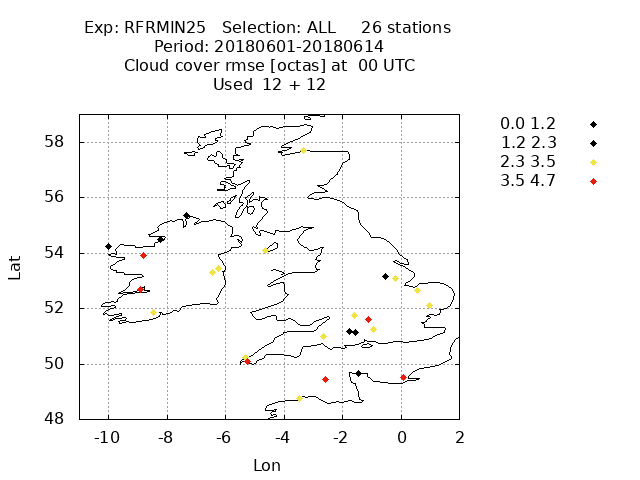 Exp: RFRMIN25 Selection: ALL 26 stations
Period: 20180601-20180614
Cloud cover rmse [octas] at 00 UTC
Used 12 + 12
0.0 1.2
1.2 2.3
2.3 3.5
3.5 4.7
58
56
54
52
50
48
Lat
-10 -8 -6 -4 -2 0 2
Lon